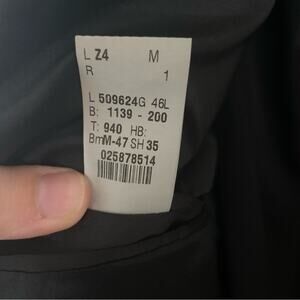 L Z4 M
R 1
L 509624G 46L
B: 1139 - 200
T: 940 HB:
BmM-47 SH 35
025878514